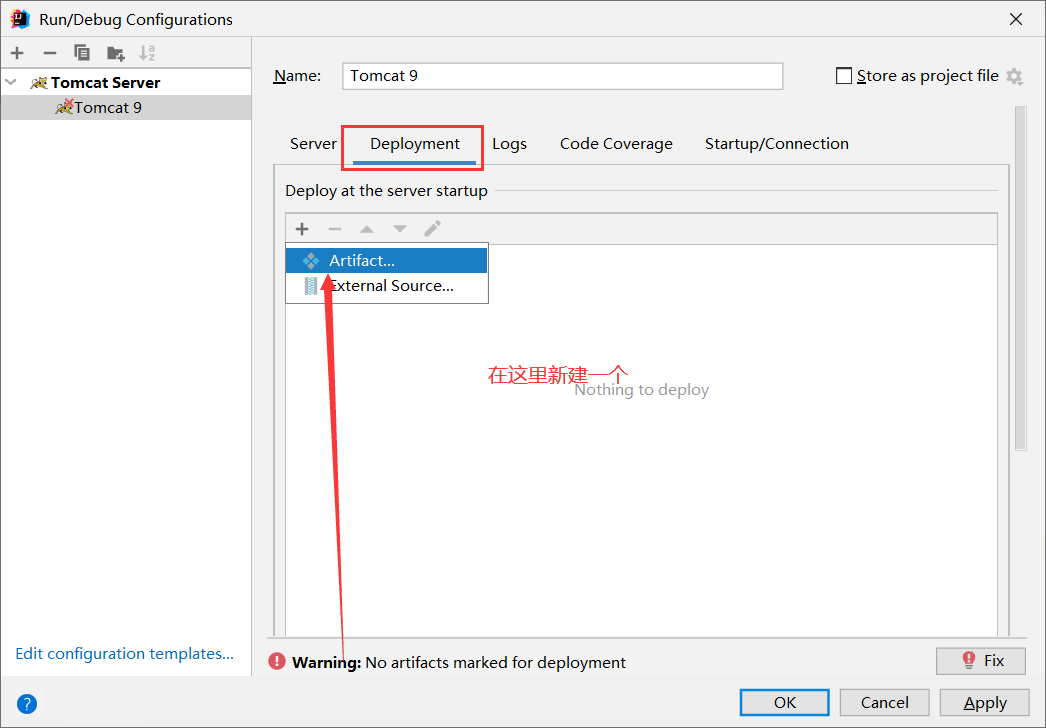 Run/Debug Configurations
Tomcat Server
Tomcat 9
Name: Tomcat 9 Store as project file
Server Deployment Logs Code Coverage Startup/Connection
Deploy at the server startup
Artifact...
External Source...
在这里新建一个
Nothing to deploy
Edit configuration templates...
Warning: No artifacts marked for deployment Fix
OK Cancel Apply